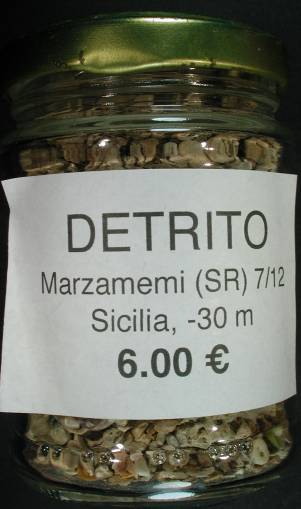 DETRITO
Marzamemi (SR) 7/12
Sicilia, -30 m
6.00 €